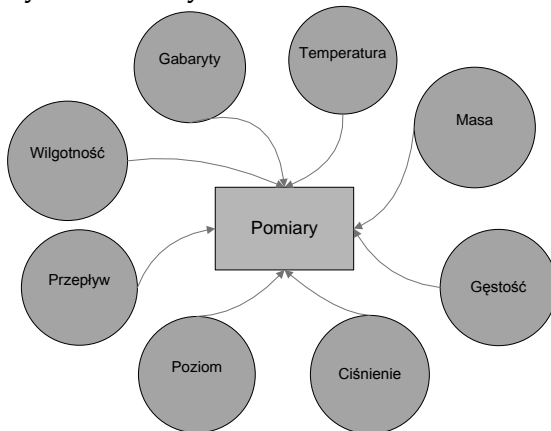 Gabaryty
Temperatura
Masa
Wilgotność
Pomiary
Przepływ
Gęstość
Poziom
Ciśnienie